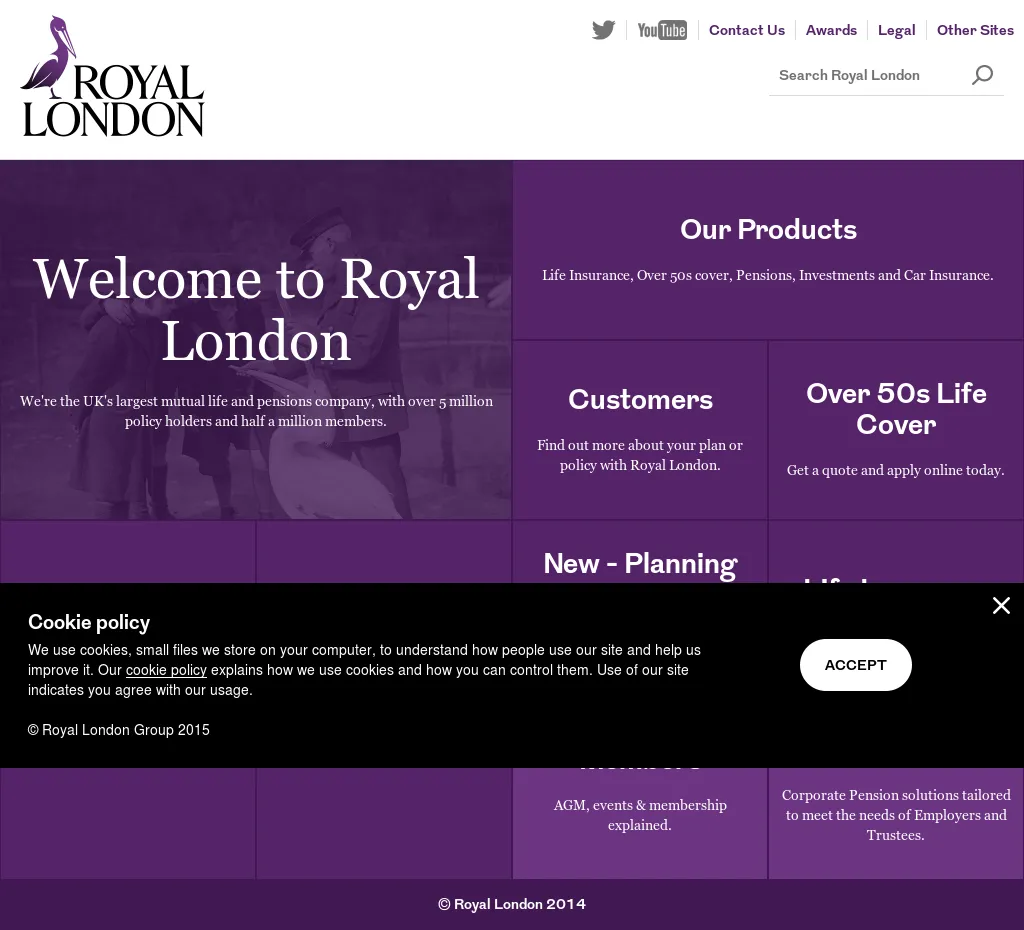 ROYAL
LONDON
YouTube
Contact Us
Awards
Legal
Other Sites
Search Royal London
Welcome to Royal
London
We're the UK's largest mutual life and pensions company, with over 5 million
policy holders and half a million members.
Our Products
Life Insurance, Over 50s cover, Pensions, Investments and Car Insurance.
Customers
Find out more about your plan or
policy with Royal London.
Over 50s Life
Cover
Get a quote and apply online today.
New - Planning
Cookie policy
We use cookies, small files we store on your computer, to understand how people use our site and help us
improve it. Our cookie policy explains how we use cookies and how you can control them. Use of our site
indicates you agree with our usage.
© Royal London Group 2015
ACCEPT
AGM, events & membership
explained.
Corporate Pension solutions tailored
to meet the needs of Employers and
Trustees.
© Royal London 2014